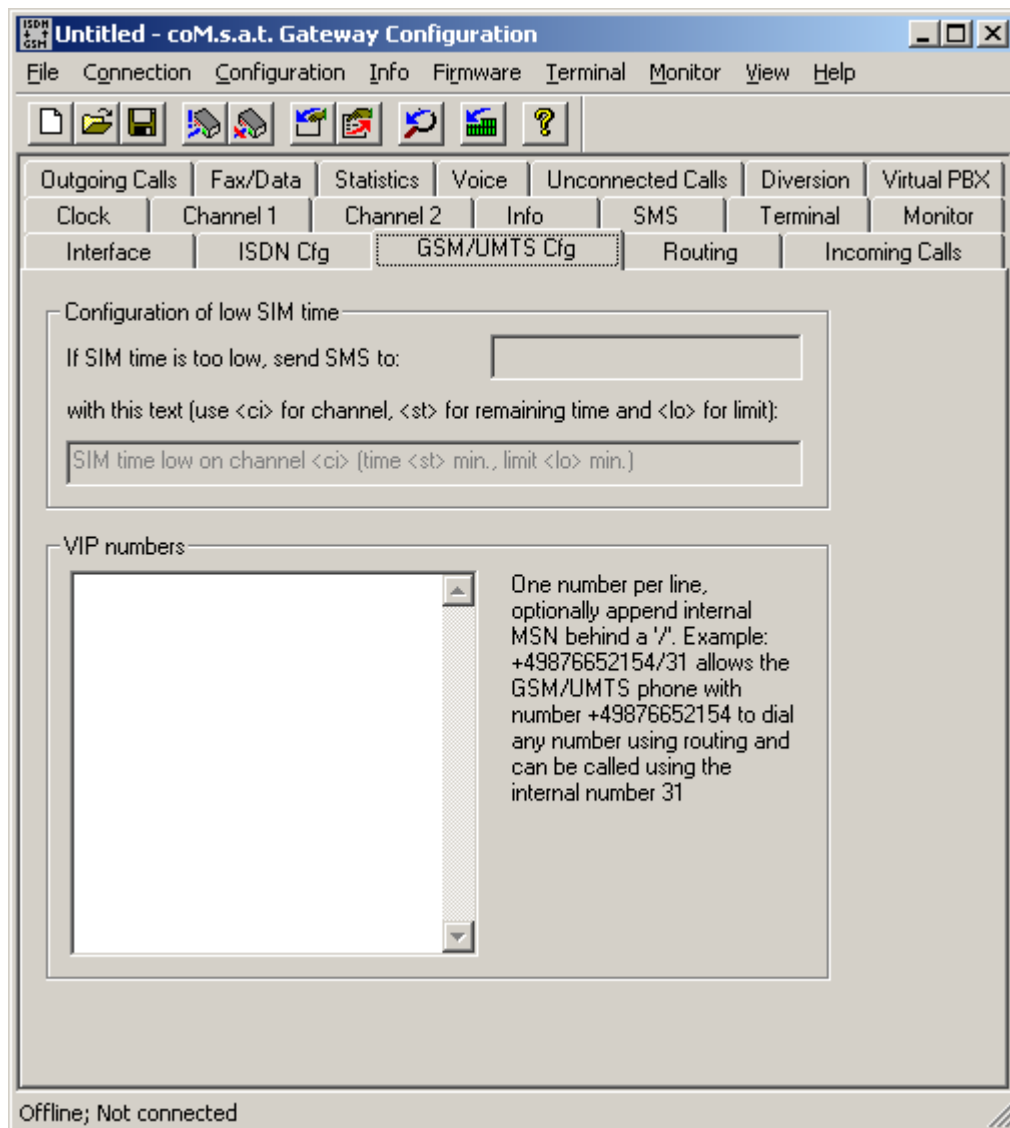 ISDN
GSM
Untitled - coM.s.a.t. Gateway Configuration
File Connection Configuration Info Firmware Terminal Monitor View Help
Outgoing Calls Fax/Data Statistics Voice Unconnected Calls Diversion Virtual PBX
Clock Channel 1 Channel 2 Info SMS Terminal Monitor
Interface ISDN Cfg GSM/UMTS Cfg Routing Incoming Calls
Configuration of low SIM time
If SIM time is too low, send SMS to:
with this text (use <ci> for channel, <st> for remaining time and <lo> for limit):
SIM time low on channel <ci> (time <st> min., limit <lo> min.)
VIP numbers
One number per line,
optionally append internal
MSN behind a '/'. Example:
+49876652154/31 allows the
GSM/UMTS phone with
number +49876652154 to dial
any number using routing and
can be called using the
internal number 31
Offline; Not connected